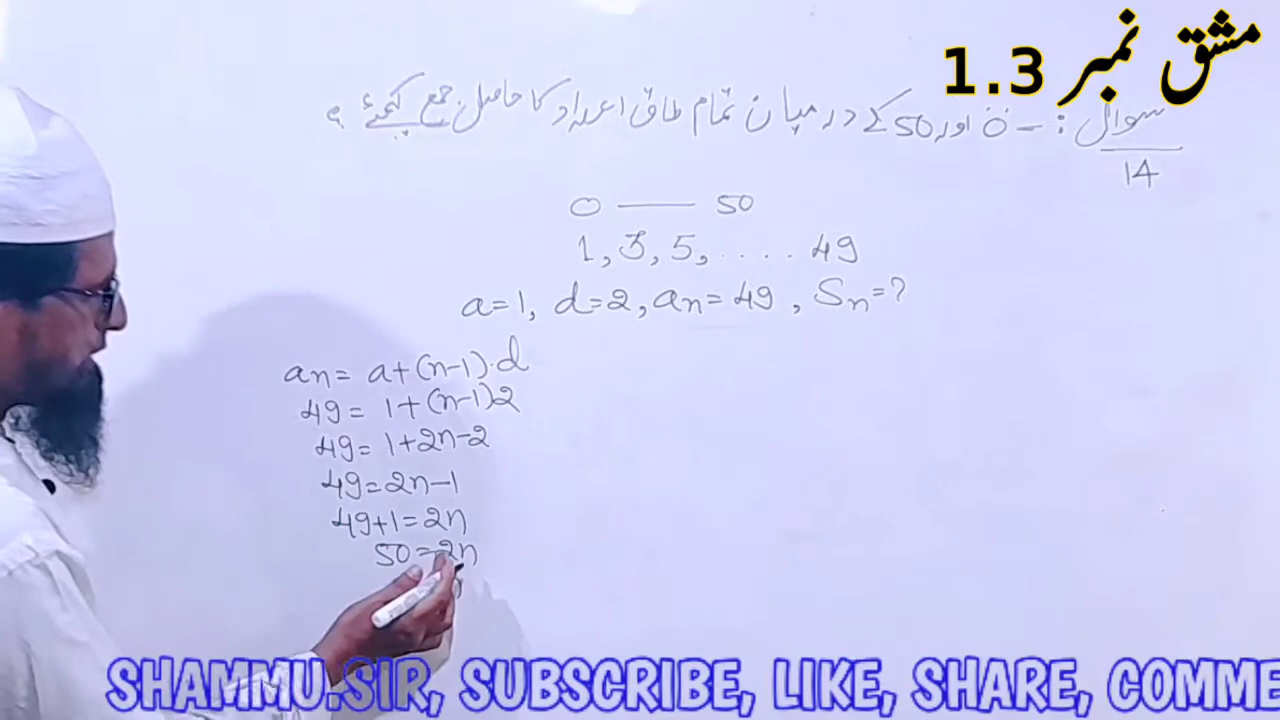 مشق نمبر 1.3
سوال :- 0 اور 50 کے درمیان تمام طاق اعداد کا حاصل جمع کیجئے ؟
14
0 —— 50
1, 3, 5, .... 49
a=1, d=2, an=49, Sn=?
an= a+(n-1).d
49= 1+(n-1)2
49= 1+2n-2
49=2n-1
49+1=2n
50=2n
SHAMMU.SIR, SUBSCRIBE, LIKE, SHARE, COMME